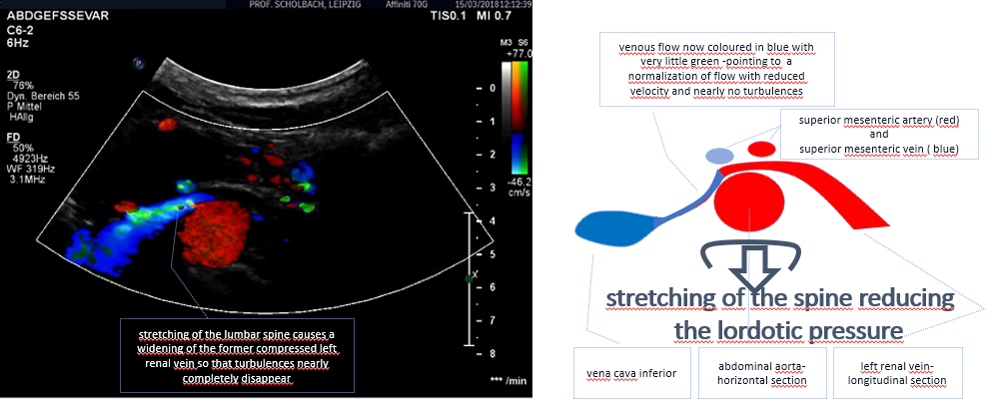 PROF. SCHOLBACH, LEIPZIG Affiniti 70G 15/03/2018 12:12:39
ABDGEFSSEVAR
TIS0.1 MI 0.7
C6-2
6Hz
M3 S6
+77.0
2D
76%
Dyn. Bereich 55
P Mittel
HAllg
FD
50%
4923Hz
WF 319Hz
3.1MHz
-46.2
cm/s
P
0
1
2
3
4
5
6
7
8
X
*** /min
stretching of the lumbar spine causes a
widening of the former compressed left
renal vein so that turbulences nearly
completely disappear
venous flow now coloured in blue with
very little green -pointing to a
normalization of flow with reduced
velocity and nearly no turbulences
superior mesenteric artery (red)
and
superior mesenteric vein ( blue)
stretching of the spine reducing
the lordotic pressure
vena cava inferior
abdominal aorta-
horizontal section
left renal vein-
longitudinal section